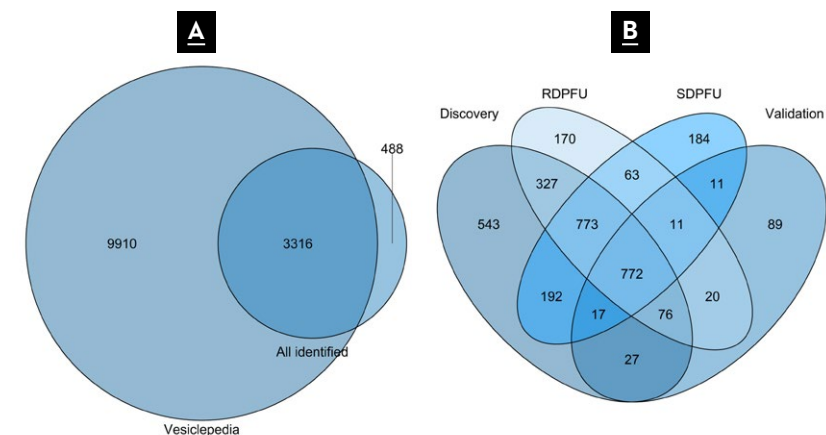 A
B
488
9910
3316
All identified
Vesiclepedia
RDPFU
SDPFU
Discovery
Validation
170
184
327
63
11
543
773
11
89
772
192
17
76
20
27